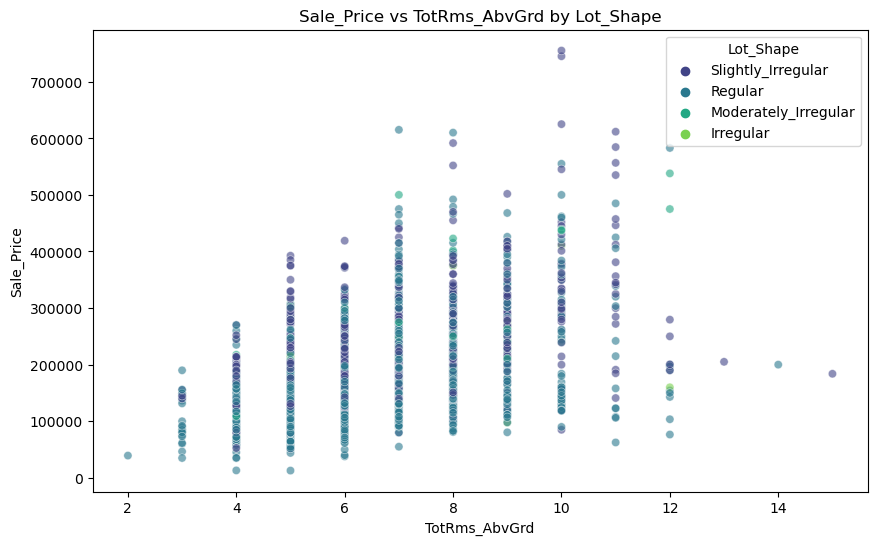 Sale_Price vs TotRms_AbvGrd by Lot_Shape
Lot_Shape
Slightly_Irregular
Regular
Moderately_Irregular
Irregular
Sale_Price
700000
600000
500000
400000
300000
200000
100000
0
2
4
6
8
10
12
14
TotRms_AbvGrd